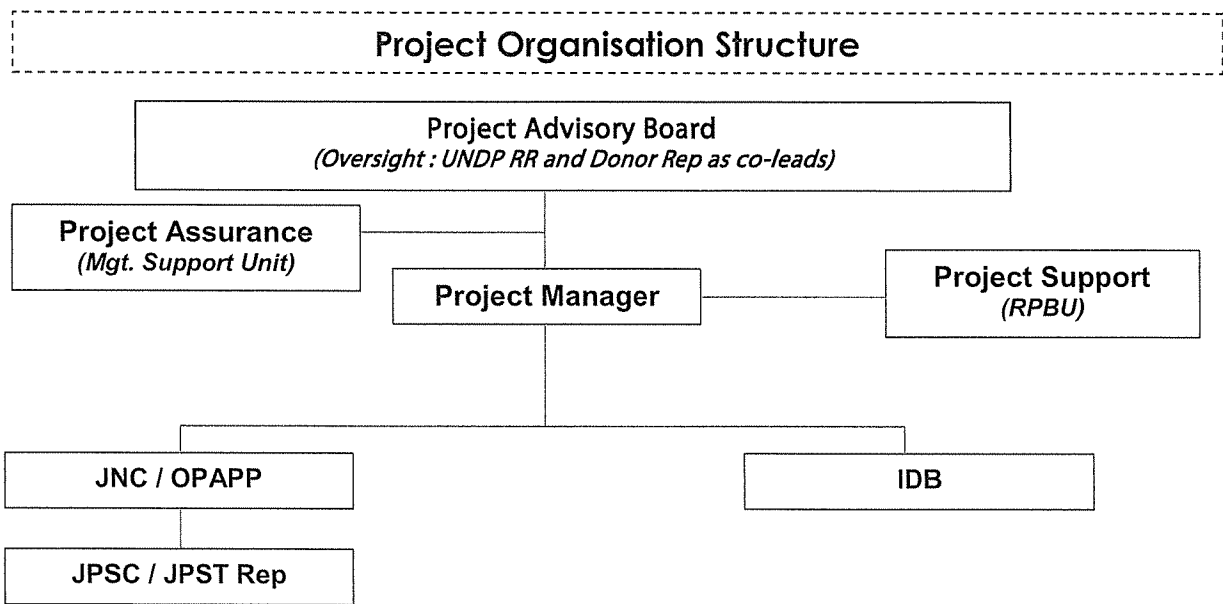 Project Organisation Structure
Project Advisory Board
(Oversight : UNDP RR and Donor Rep as co-leads)
Project Assurance
(Mgt. Support Unit)
Project Manager
Project Support
(RPBU)
JNC / OPAPP
IDB
JPSC / JPST Rep